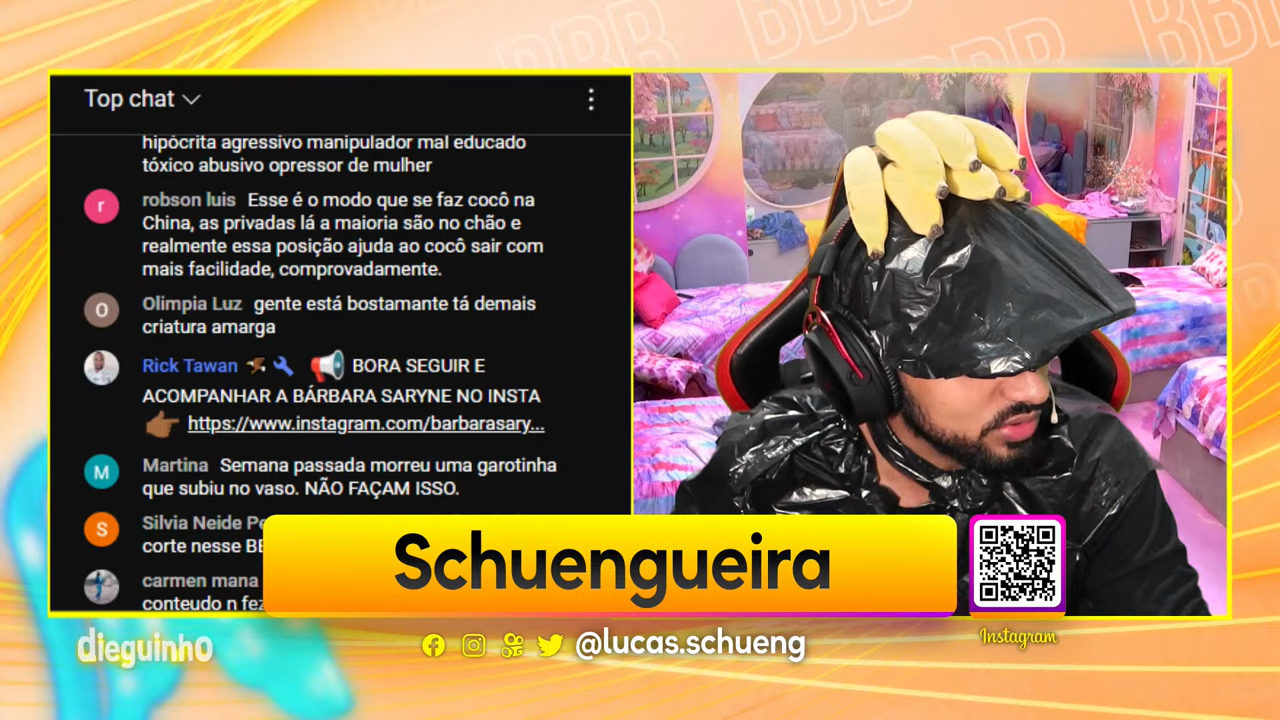 BBB
BBB
BBB
BBB
Top chat
hipócrita agressivo manipulador mal educado
tóxico abusivo opressor de mulher
r
robson luis Esse é o modo que se faz cocô na
China, as privadas lá a maioria são no chão e
realmente essa posição ajuda ao cocô sair com
mais facilidade, comprovadamente.
O
Olimpia Luz gente está bostamante tá demais
criatura amarga
Rick Tawan BORA SEGUIR E
ACOMPANHAR A BÁRBARA SARYNE NO INSTA
https://www.instagram.com/barbarasary...
M
Martina Semana passada morreu uma garotinha
que subiu no vaso. NÃO FAÇAM ISSO.
S
Silvia Neide
corte nesse
carmen mana
conteudo n
Schuengueira
dieguinho
@lucas.schueng
Instagram